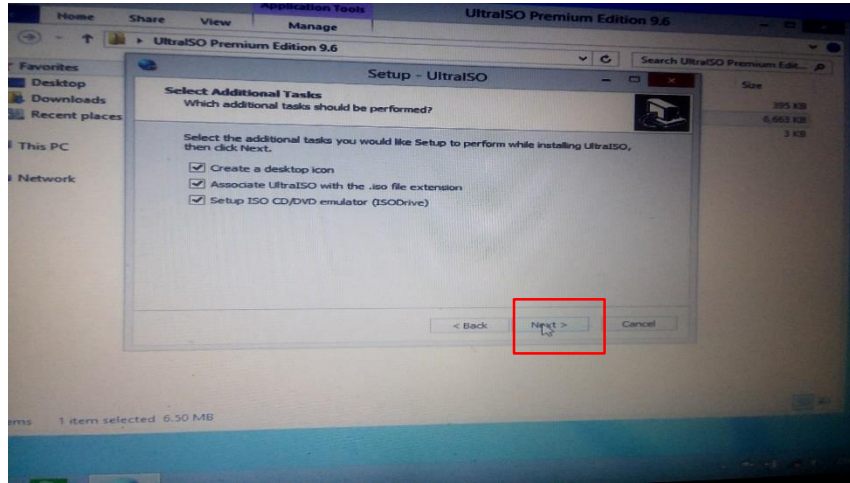 Application Tools
UltraISO Premium Edition 9.6
Home Share View Manage
UltraISO Premium Edition 9.6
Search UltraISO Premium Edit...
Favorites
Desktop
Downloads
Recent places
This PC
Network
Size
395 KB
6,663 KB
3 KB
Setup - UltraISO
Select Additional Tasks
Which additional tasks should be performed?
Select the additional tasks you would like Setup to perform while installing UltraISO,
then click Next.
Create a desktop icon
Associate UltraISO with the .iso file extension
Setup ISO CD/DVD emulator (ISODrive)
< Back Next > Cancel
ems 1 item selected 6.50 MB